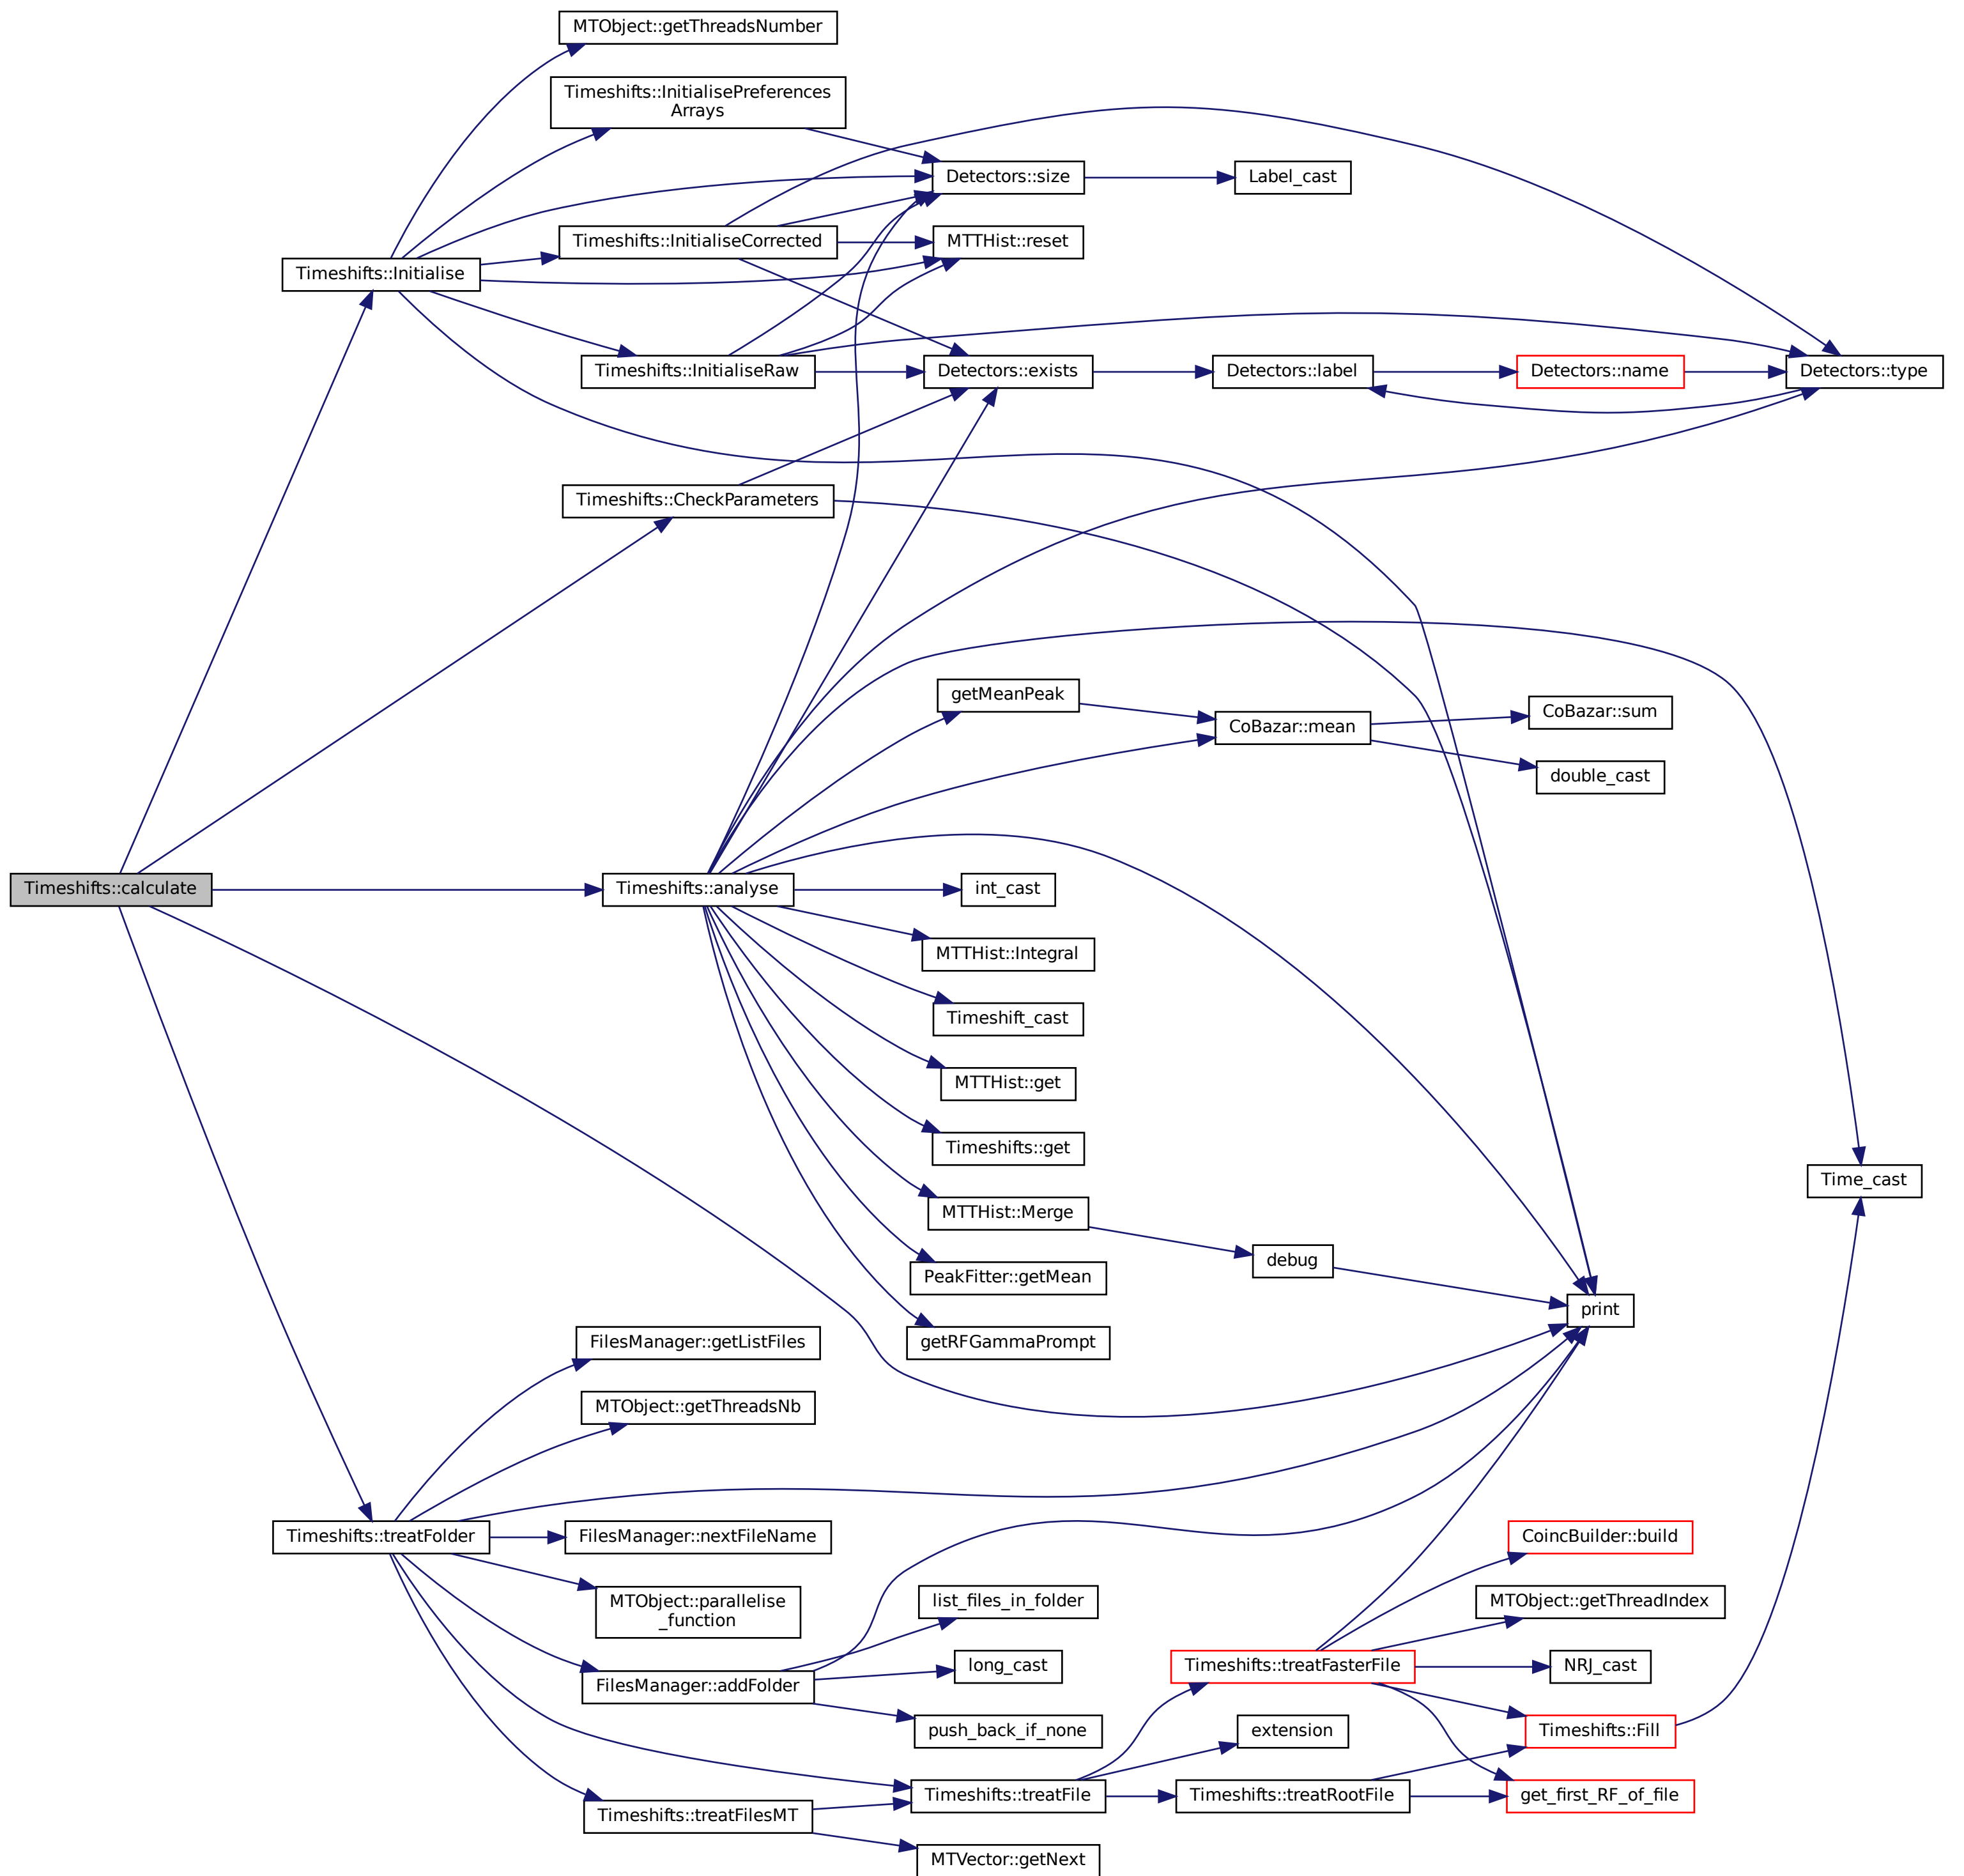 MTObject::getThreadsNumber
Timeshifts::InitialisePreferences
Arrays
Detectors::size
Label_cast
Timeshifts::InitialiseCorrected
MTTHist::reset
Timeshifts::Initialise
Timeshifts::InitialiseRaw
Detectors::exists
Detectors::label
Detectors::name
Detectors::type
Timeshifts::CheckParameters
getMeanPeak
CoBazar::mean
CoBazar::sum
double_cast
Timeshifts::calculate
Timeshifts::analyse
int_cast
MTTHist::Integral
Timeshift_cast
MTTHist::get
Timeshifts::get
Time_cast
MTTHist::Merge
debug
PeakFitter::getMean
print
getRFGammaPrompt
FilesManager::getListFiles
MTObject::getThreadsNb
Timeshifts::treatFolder
FilesManager::nextFileName
CoincBuilder::build
MTObject::parallelise
_function
list_files_in_folder
MTObject::getThreadIndex
FilesManager::addFolder
long_cast
Timeshifts::treatFasterFile
NRJ_cast
push_back_if_none
extension
Timeshifts::Fill
Timeshifts::treatFile
Timeshifts::treatRootFile
get_first_RF_of_file
Timeshifts::treatFilesMT
MTVector::getNext